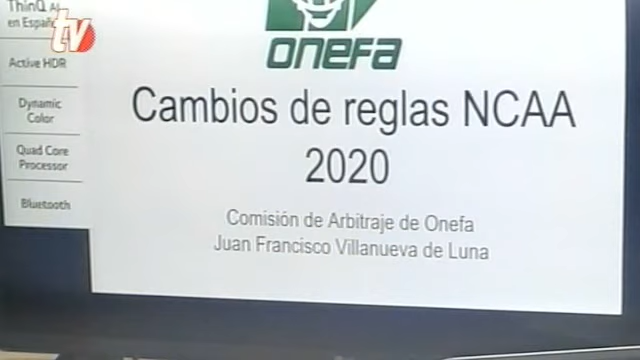 ThinQ AI
en Español
tv
Active HDR
Dynamic
Color
Quad Core
Processor
Bluetooth
ONEFA
Cambios de reglas NCAA
2020
Comisión de Arbitraje de Onefa
Juan Francisco Villanueva de Luna